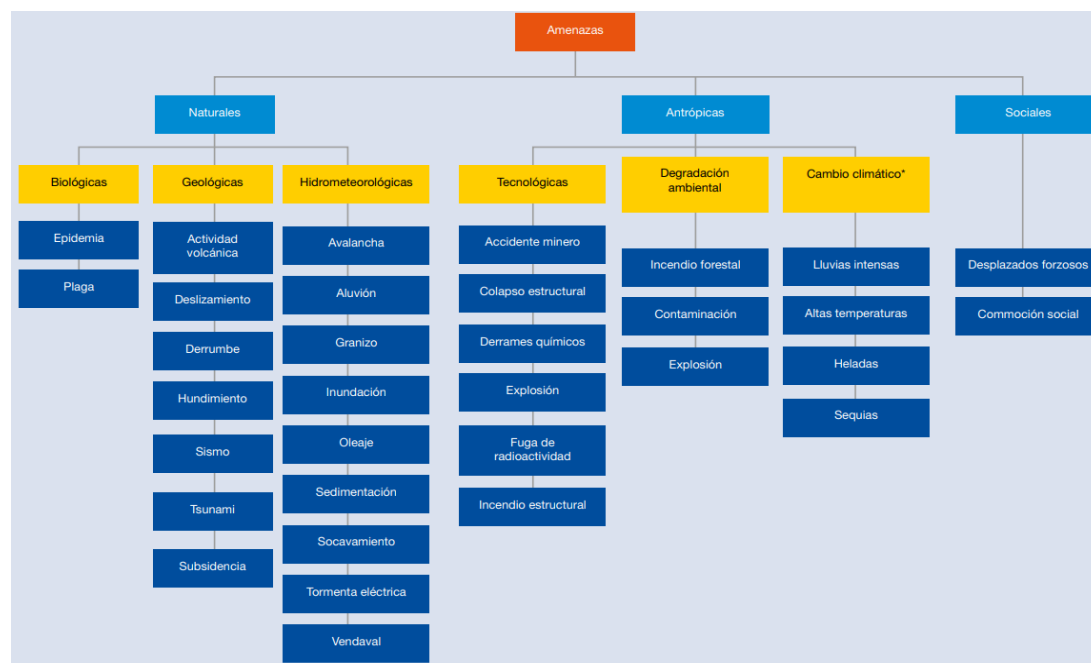 Amenazas
Naturales
Antrópicas
Sociales
Biológicas
Geológicas
Hidrometeorológicas
Tecnológicas
Degradación
ambiental
Cambio climático*
Epidemia
Plaga
Actividad
volcánica
Deslizamiento
Derrumbe
Hundimiento
Sismo
Tsunami
Subsidencia
Avalancha
Aluvión
Granizo
Inundación
Oleaje
Sedimentación
Socavamiento
Tormenta eléctrica
Vendaval
Accidente minero
Colapso estructural
Derrames químicos
Explosión
Fuga de
radioactividad
Incendio estructural
Incendio forestal
Contaminación
Explosión
Lluvias intensas
Altas temperaturas
Heladas
Sequias
Desplazados forzosos
Commoción social